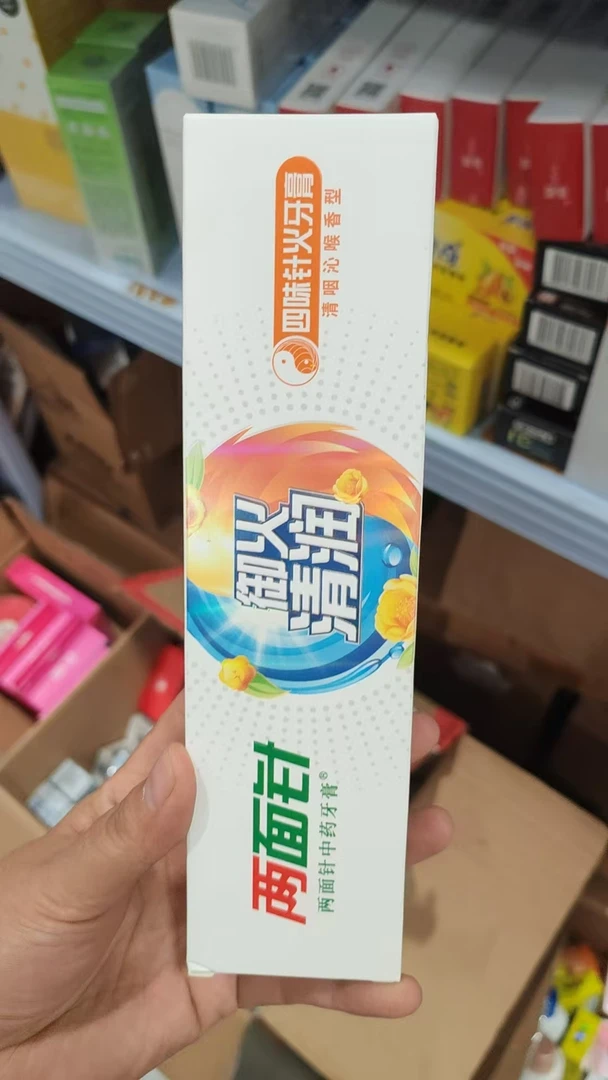 两面针
两面针中药牙膏®
御火
清润
四味针火牙膏
清咽沁喉香型